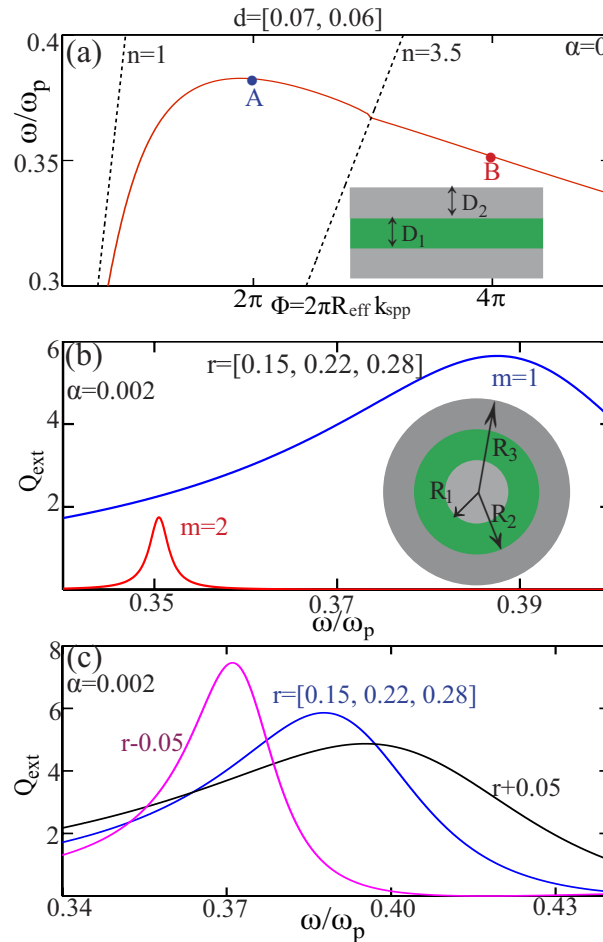 d=[0.07, 0.06]
0.4
(a)
n=1
n=3.5
α=0
ω/ωp
A
0.35
B
D2
D1
0.3
2π
Φ=2πReff kspp
4π
6
(b)
r=[0.15, 0.22, 0.28]
α=0.002
m=1
4
Qext
R3
R1
R2
2
m=2
0.35
0.37
0.39
ω/ωp
8
(c)
α=0.002
r=[0.15, 0.22, 0.28]
6
r-0.05
4
Qext
r+0.05
2
0.34
0.37
0.40
0.43
ω/ωp